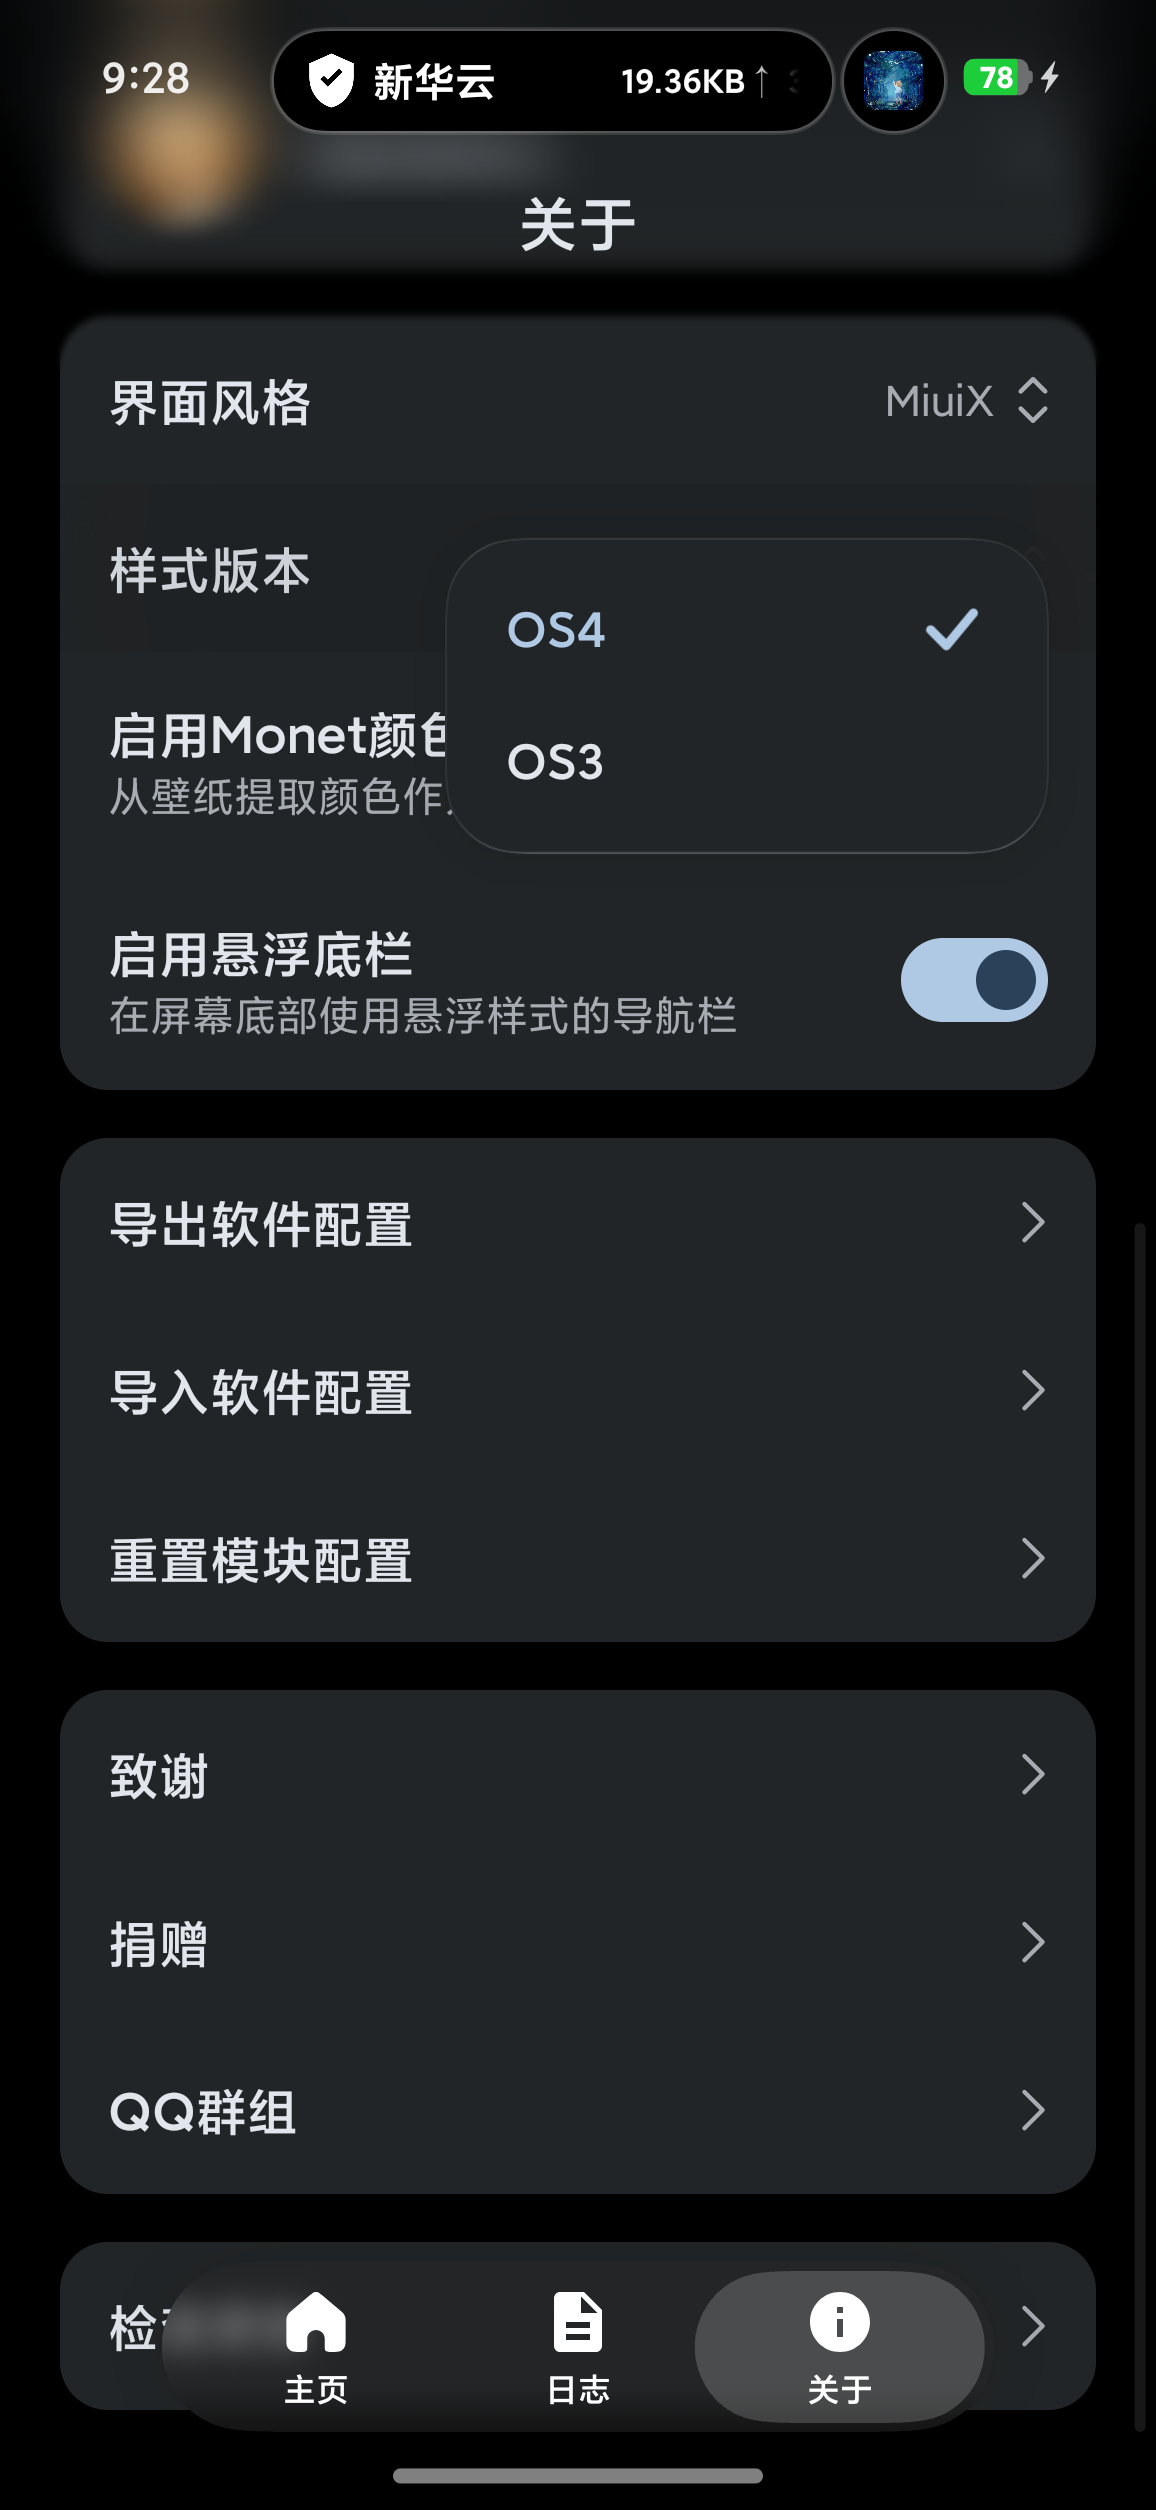 9:28
新华云
19.36KB↑
78
关于
界面风格
MiuiX
样式版本
OS4
OS3
启用Monet颜色
从壁纸提取颜色作
启用悬浮底栏
在屏幕底部使用悬浮样式的导航栏
导出软件配置
导入软件配置
重置模块配置
致谢
捐赠
QQ群组
检
主页
日志
关于